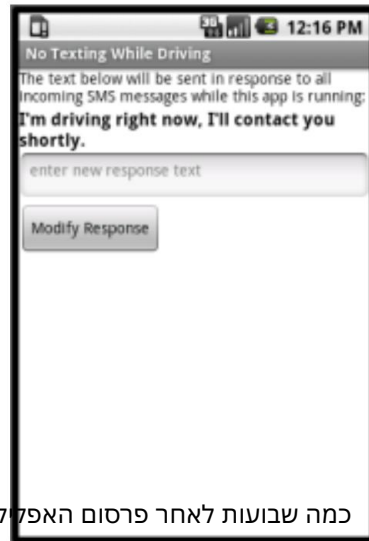 12:16 PM
No Texting While Driving
The text below will be sent in response to all
incoming SMS messages while this app is running:
I'm driving right now, I'll contact you
shortly.
enter new response text
Modify Response
כמה שבועות לאחר פרסום